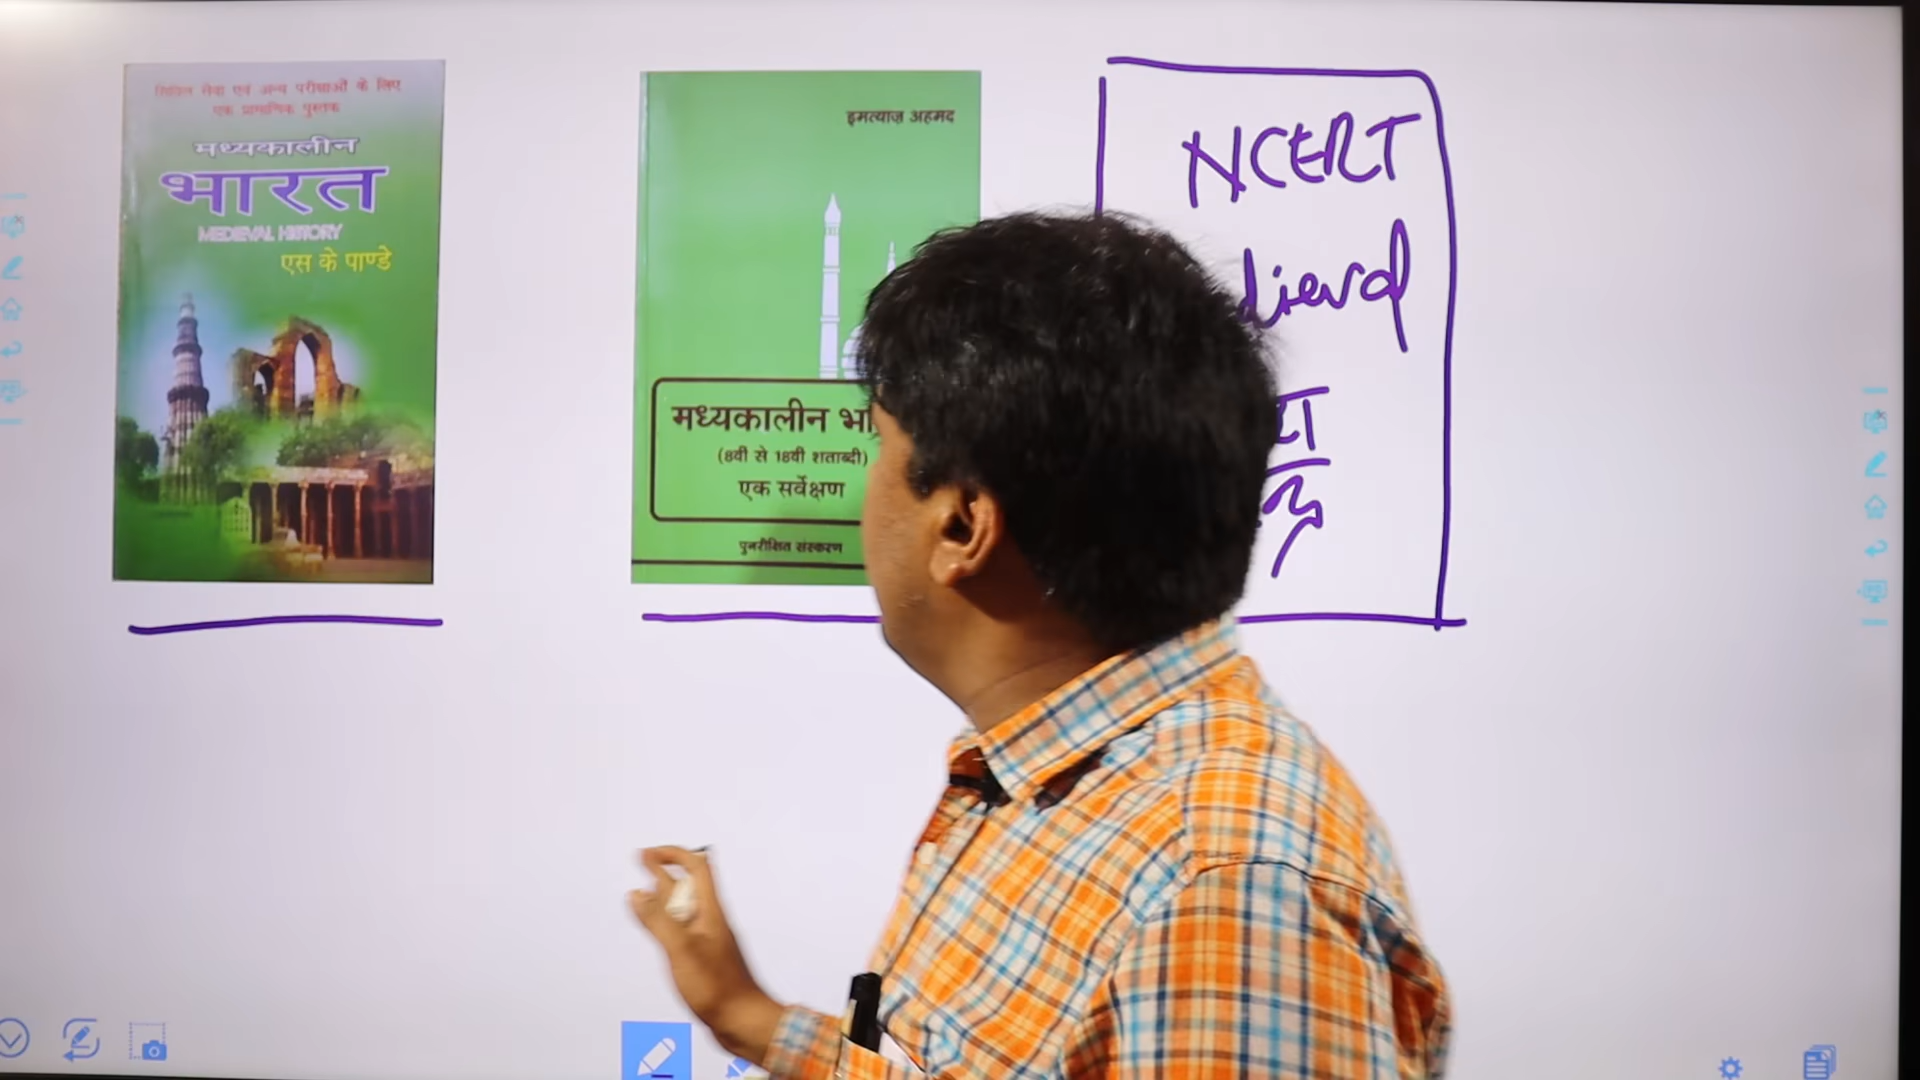 सिविल सेवा एवं अन्य परीक्षाओं के लिए
एक प्रामाणिक पुस्तक
मध्यकालीन
भारत
MEDIEVAL HISTORY
एस के पाण्डे
इमत्याज़ अहमद
मध्यकालीन भा
(8वीं से 18वीं शताब्दी)
एक सर्वेक्षण
पुनरीक्षित संस्करण
NCERT
dieval